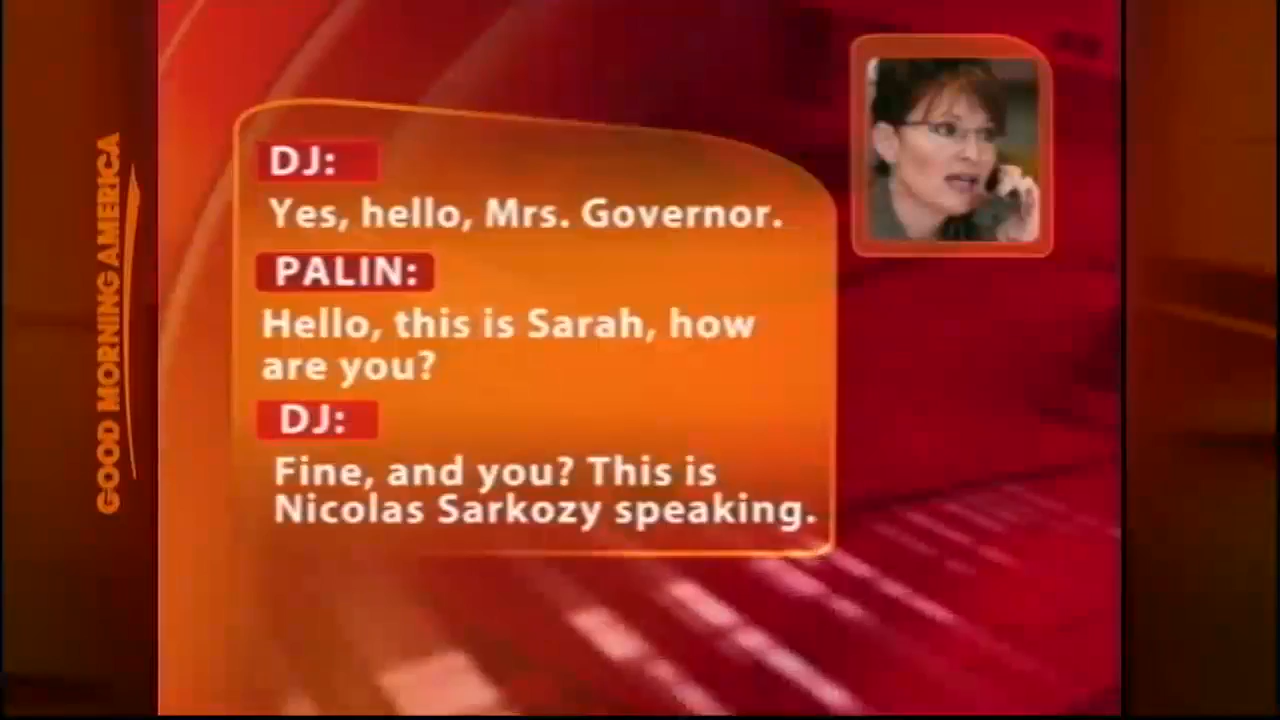 GOOD MORNING AMERICA
DJ:
Yes, hello, Mrs. Governor.
PALIN:
Hello, this is Sarah, how
are you?
DJ:
Fine, and you? This is
Nicolas Sarkozy speaking.